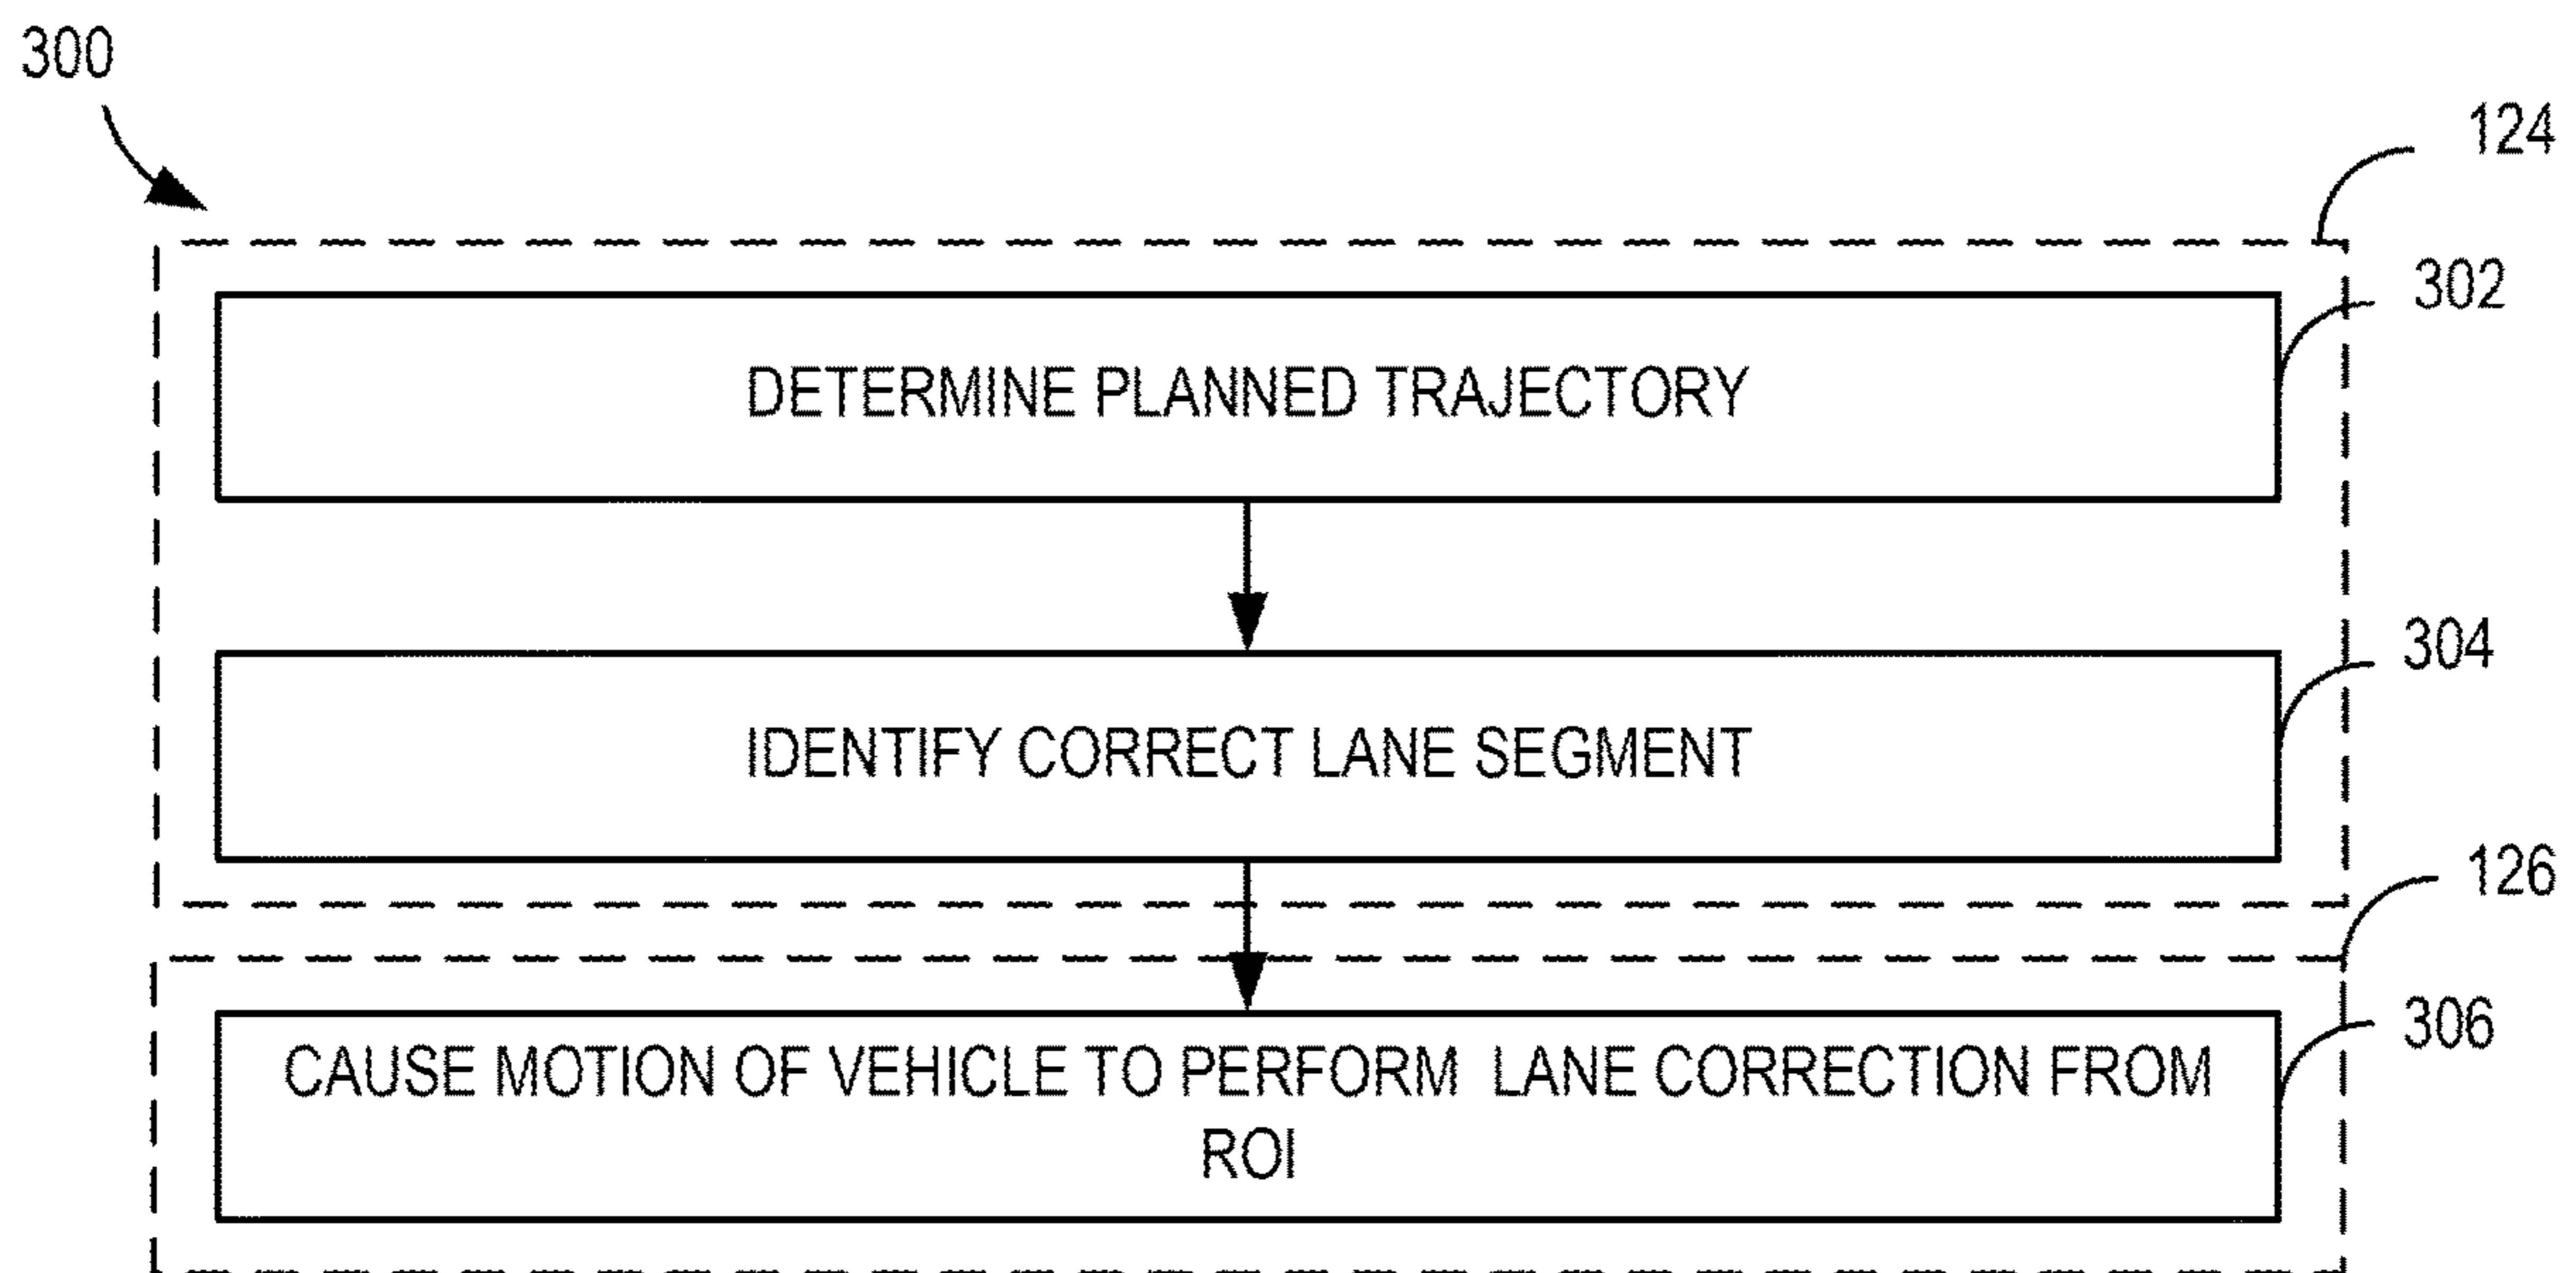 300
124
302
DETERMINE PLANNED TRAJECTORY
304
IDENTIFY CORRECT LANE SEGMENT
126
306
CAUSE MOTION OF VEHICLE TO PERFORM LANE CORRECTION FROM
ROI